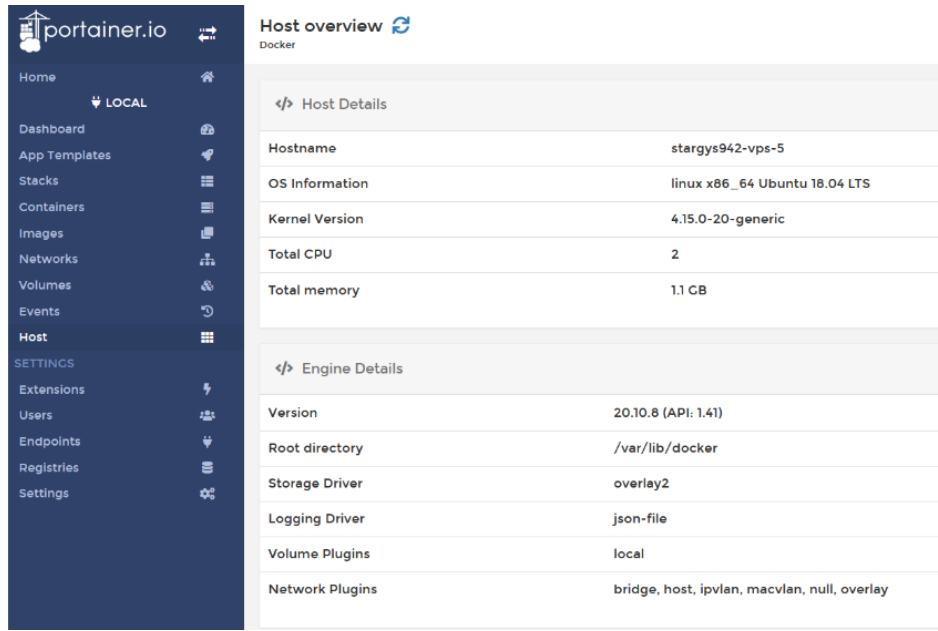 portainer.io
Home
LOCAL
Dashboard
App Templates
Stacks
Containers
Images
Networks
Volumes
Events
Host
SETTINGS
Extensions
Users
Endpoints
Registries
Settings
Host overview
Docker
</> Host Details
Hostname stargys942-vps-5
OS Information linux x86_64 Ubuntu 18.04 LTS
Kernel Version 4.15.0-20-generic
Total CPU 2
Total memory 1.1 GB
</> Engine Details
Version 20.10.8 (API: 1.41)
Root directory /var/lib/docker
Storage Driver overlay2
Logging Driver json-file
Volume Plugins local
Network Plugins bridge, host, ipvlan, macvlan, null, overlay